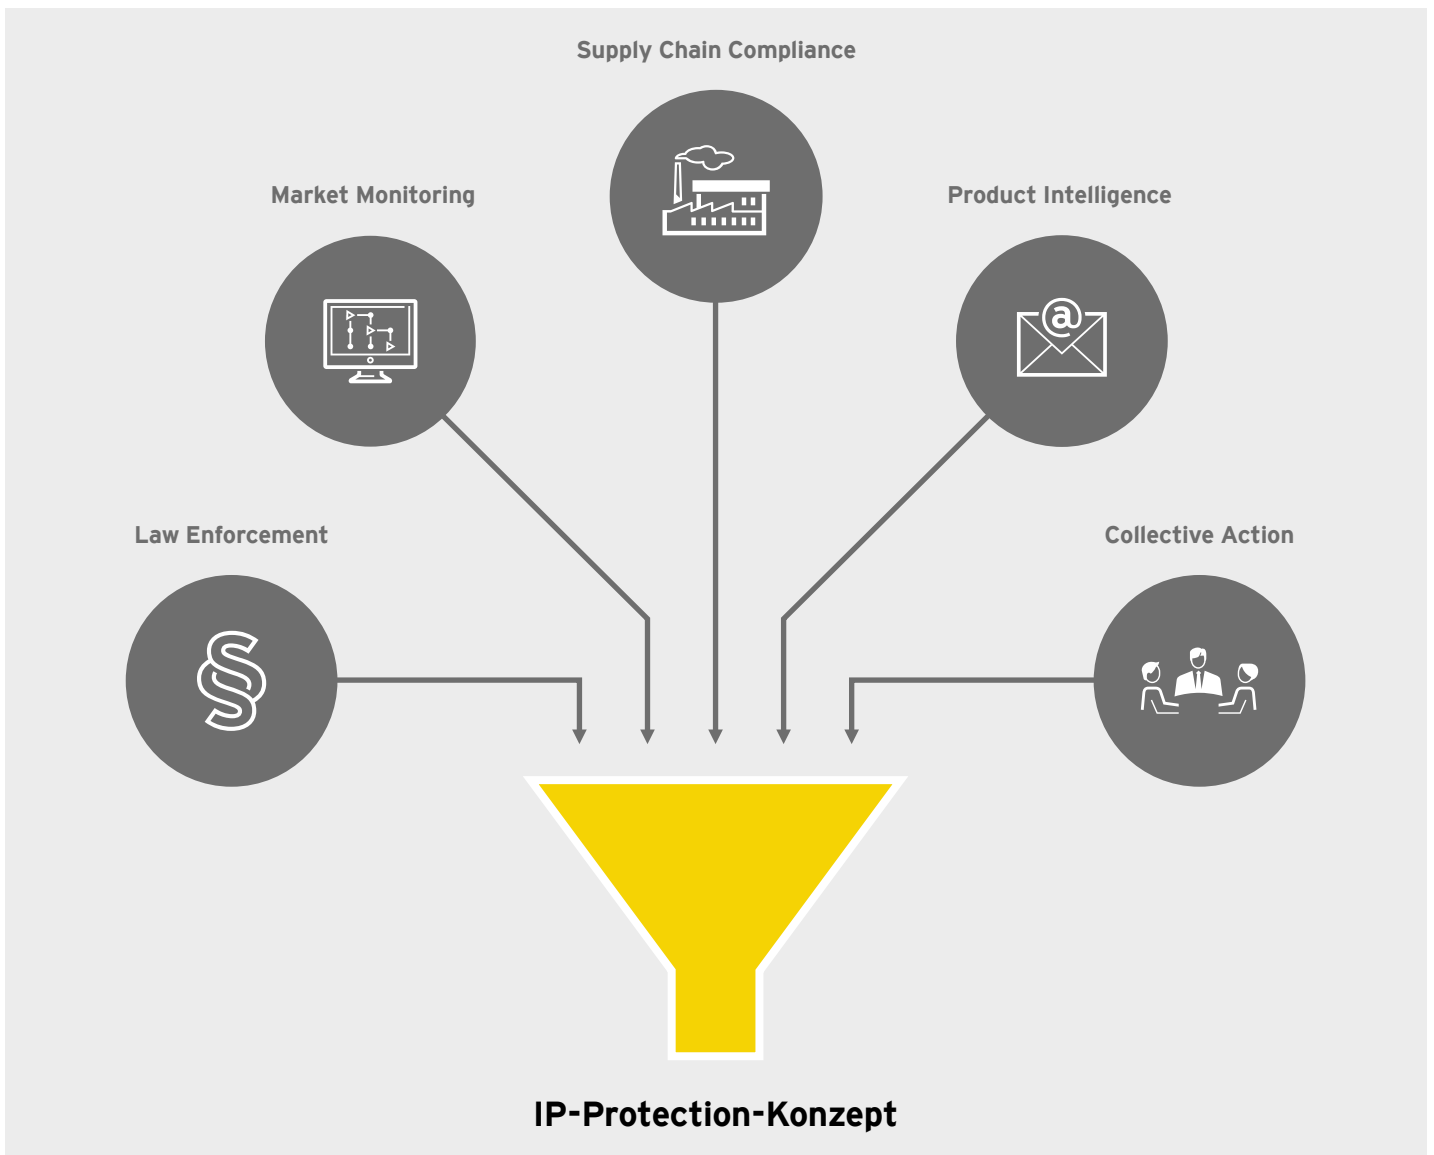 Supply Chain Compliance
Market Monitoring
Product Intelligence
Law Enforcement
Collective Action
@
§
IP-Protection-Konzept